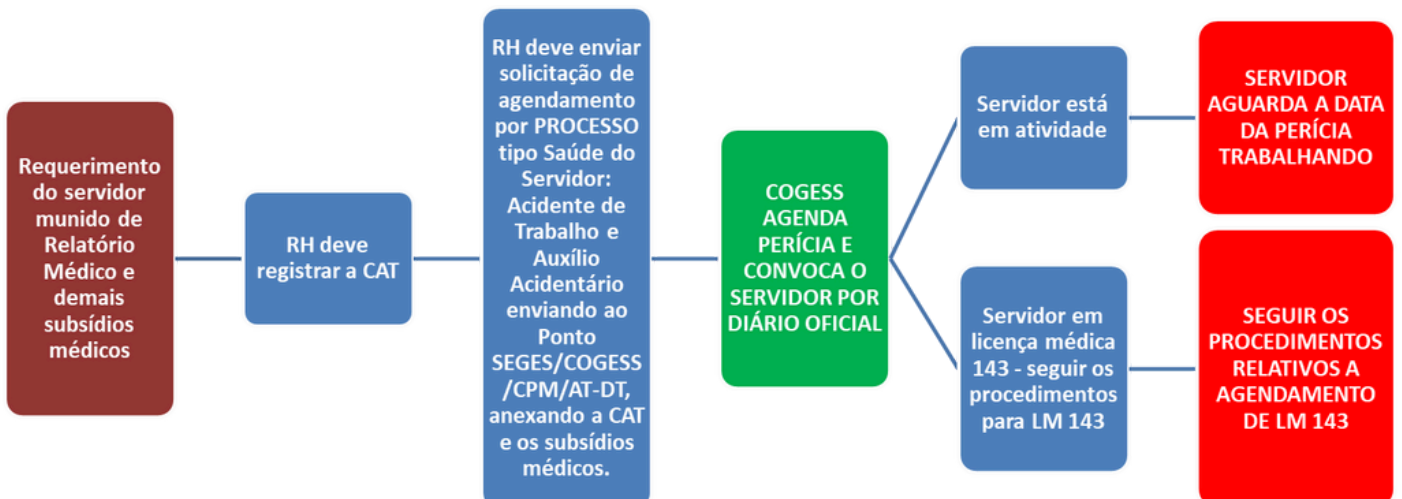 Requerimento
do servidor
munido de
Relatório
Médico e
demais
subsídios
médicos
RH deve
registrar a CAT
RH deve enviar
solicitação de
agendamento
por PROCESSO
tipo Saúde do
Servidor:
Acidente de
Trabalho e
Auxílio
Acidentário
enviando ao
Ponto
SEGES/COGESS
/CPM/AT-DT,
anexando a CAT
e os subsídios
médicos.
COGESS
AGENDA
PERÍCIA E
CONVOCA O
SERVIDOR POR
DIÁRIO OFICIAL
Servidor está
em atividade
SERVIDOR
AGUARDA A DATA
DA PERÍCIA
TRABALHANDO
Servidor em
licença médica
143 - seguir os
procedimentos
para LM 143
SEGUIR OS
PROCEDIMENTOS
RELATIVOS A
AGENDAMENTO
DE LM 143